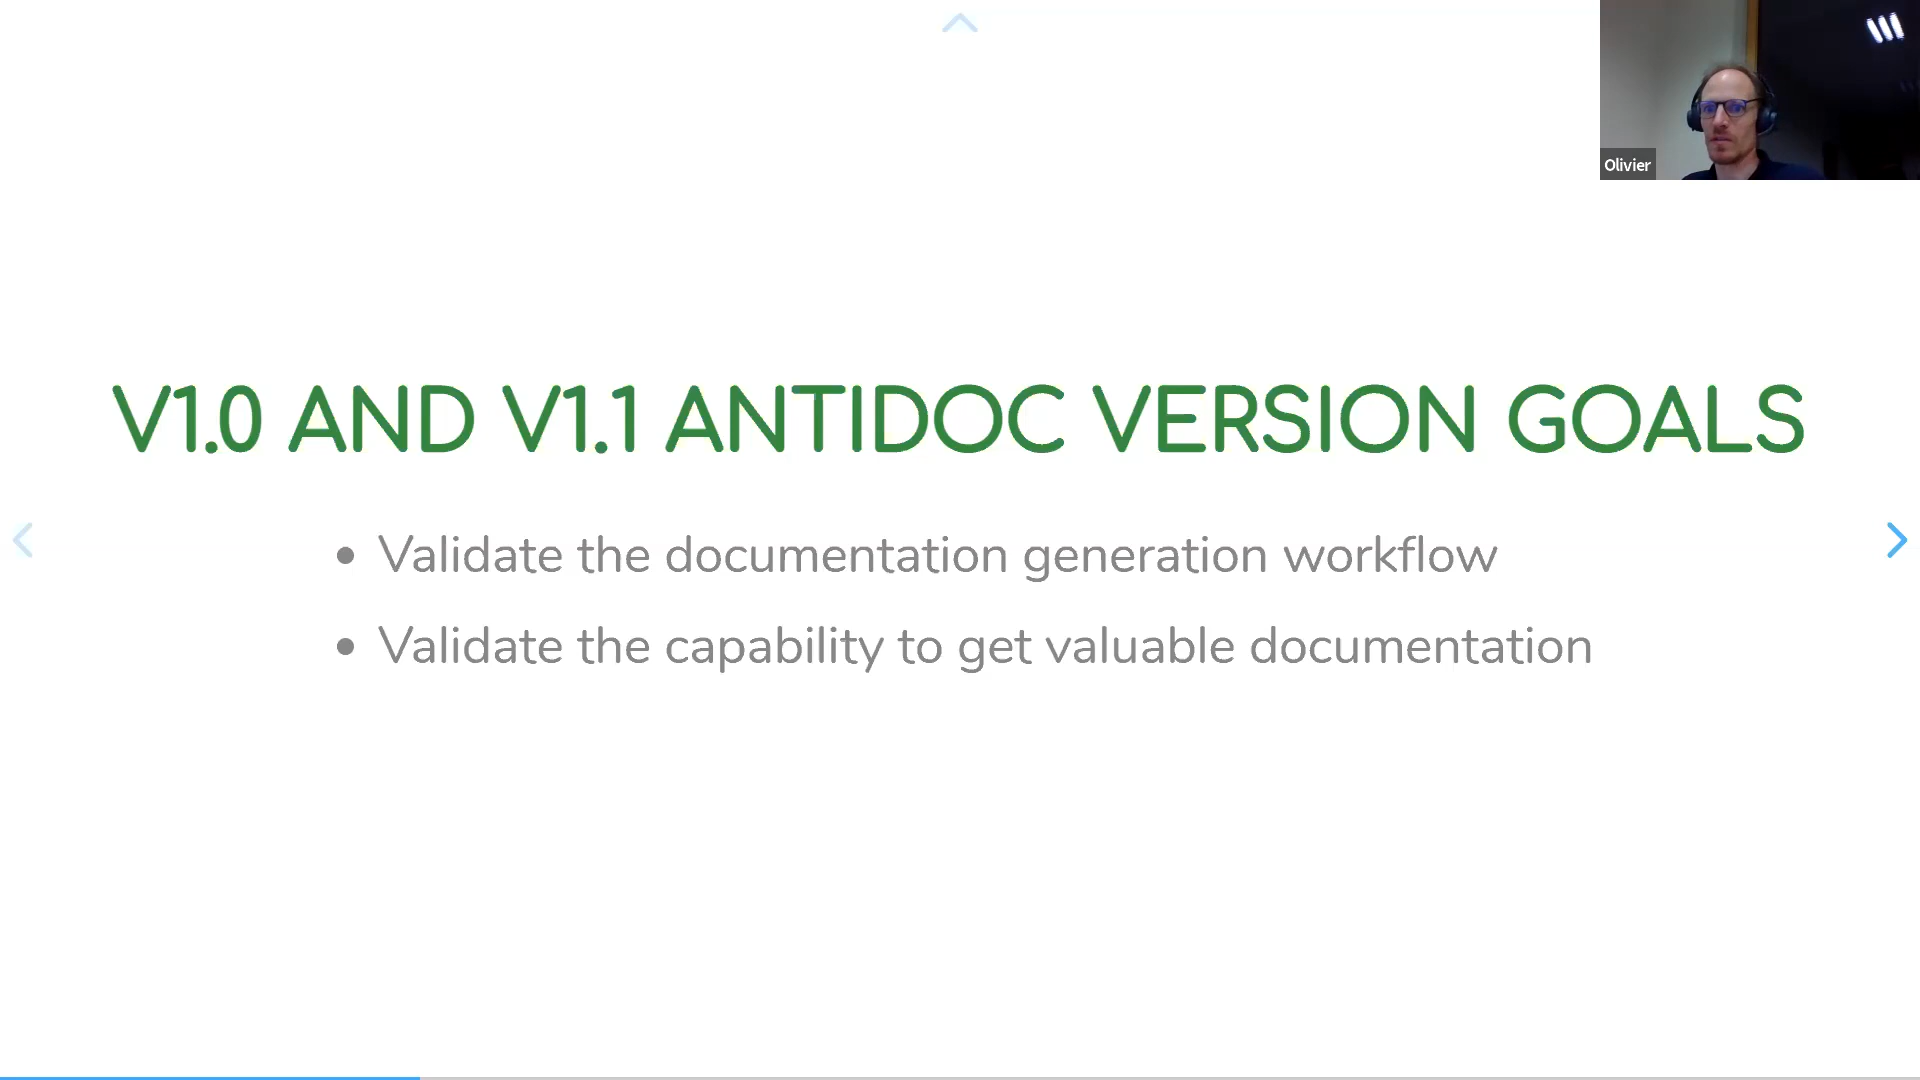 Olivier
V1.0 AND V1.1 ANTIDOC VERSION GOALS
• Validate the documentation generation workflow
• Validate the capability to get valuable documentation